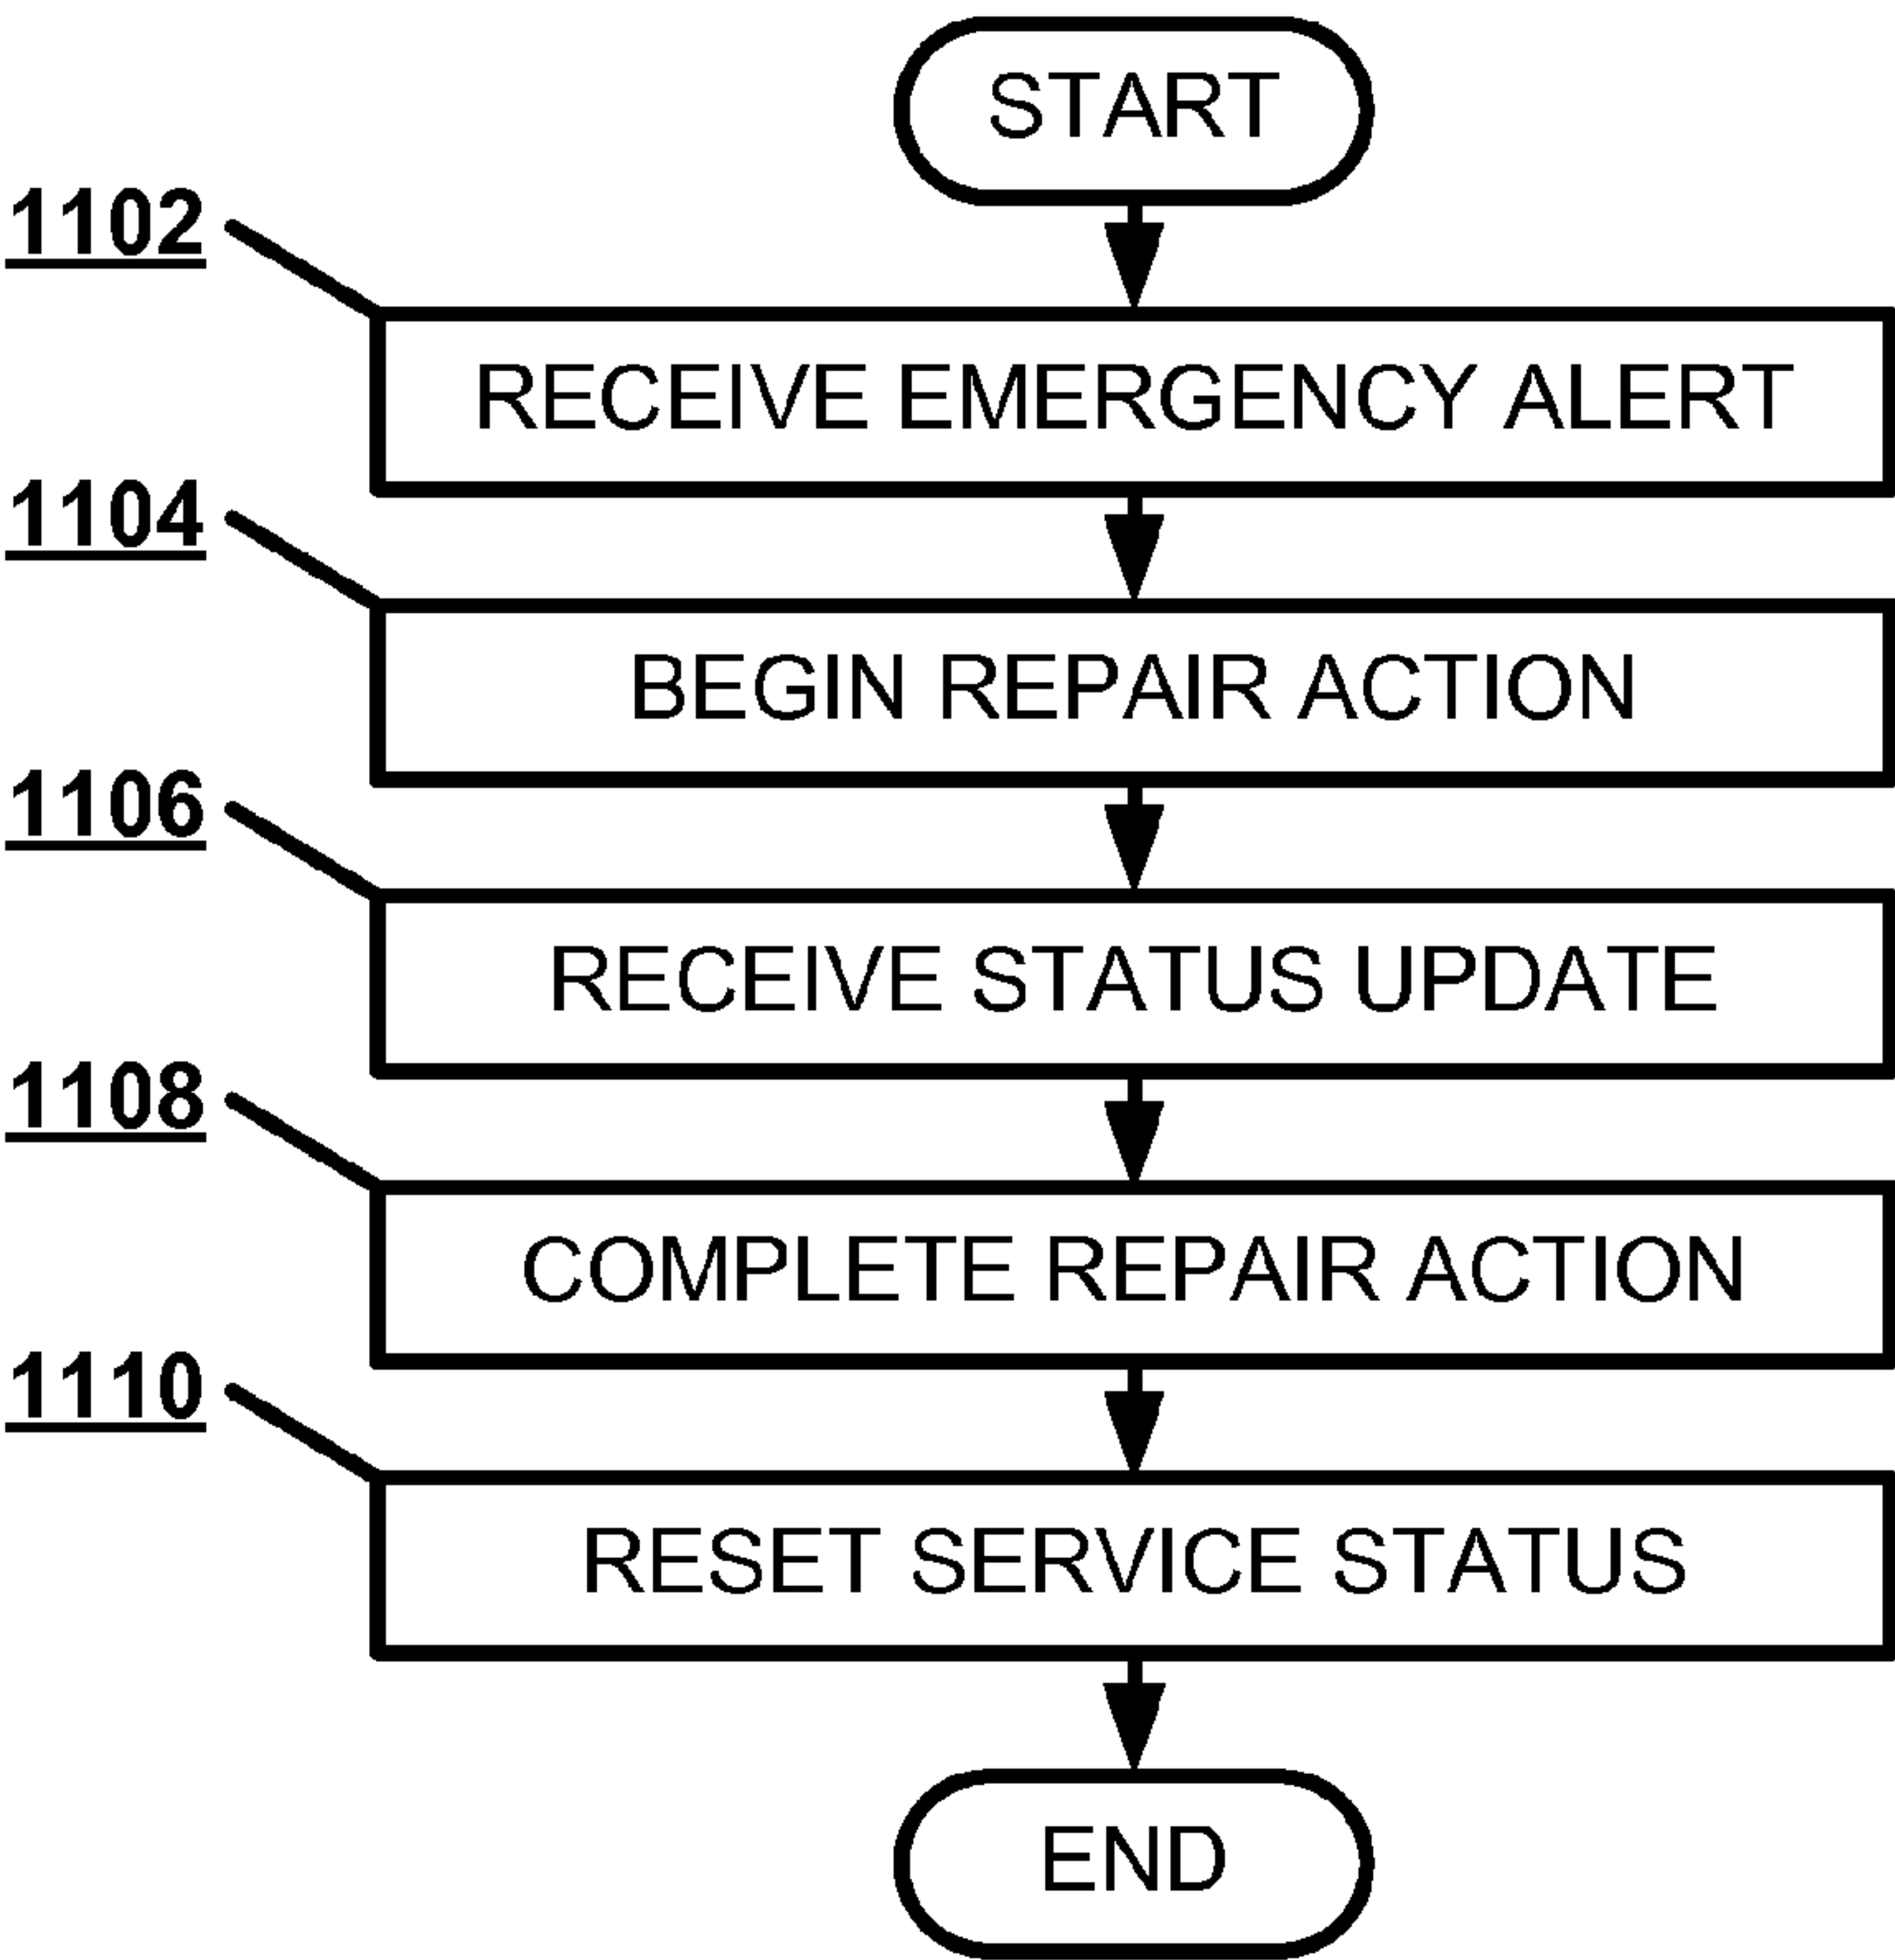 START
1102
RECEIVE EMERGENCY ALERT
1104
BEGIN REPAIR ACTION
1106
RECEIVE STATUS UPDATE
1108
COMPLETE REPAIR ACTION
1110
RESET SERVICE STATUS
END